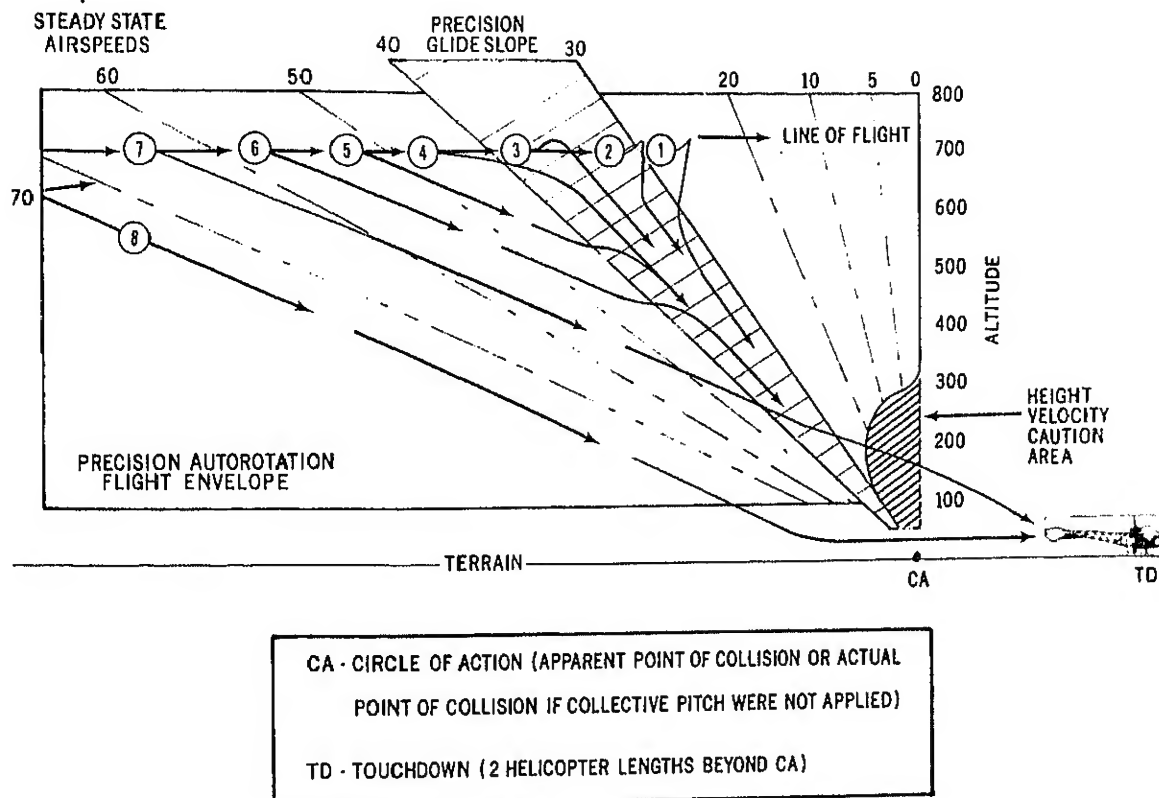 STEADY STATE
AIRSPEEDS
PRECISION
GLIDE SLOPE
40
30
60
50
20
10
5
0
800
7
6
5
4
3
2
1
LINE OF FLIGHT
700
70
600
8
500
ALTITUDE
400
300
HEIGHT
VELOCITY
CAUTION
AREA
200
PRECISION AUTOROTATION
FLIGHT ENVELOPE
100
TERRAIN
CA
TD
CA - CIRCLE OF ACTION (APPARENT POINT OF COLLISION OR ACTUAL
POINT OF COLLISION IF COLLECTIVE PITCH WERE NOT APPLIED)
TD - TOUCHDOWN (2 HELICOPTER LENGTHS BEYOND CA)